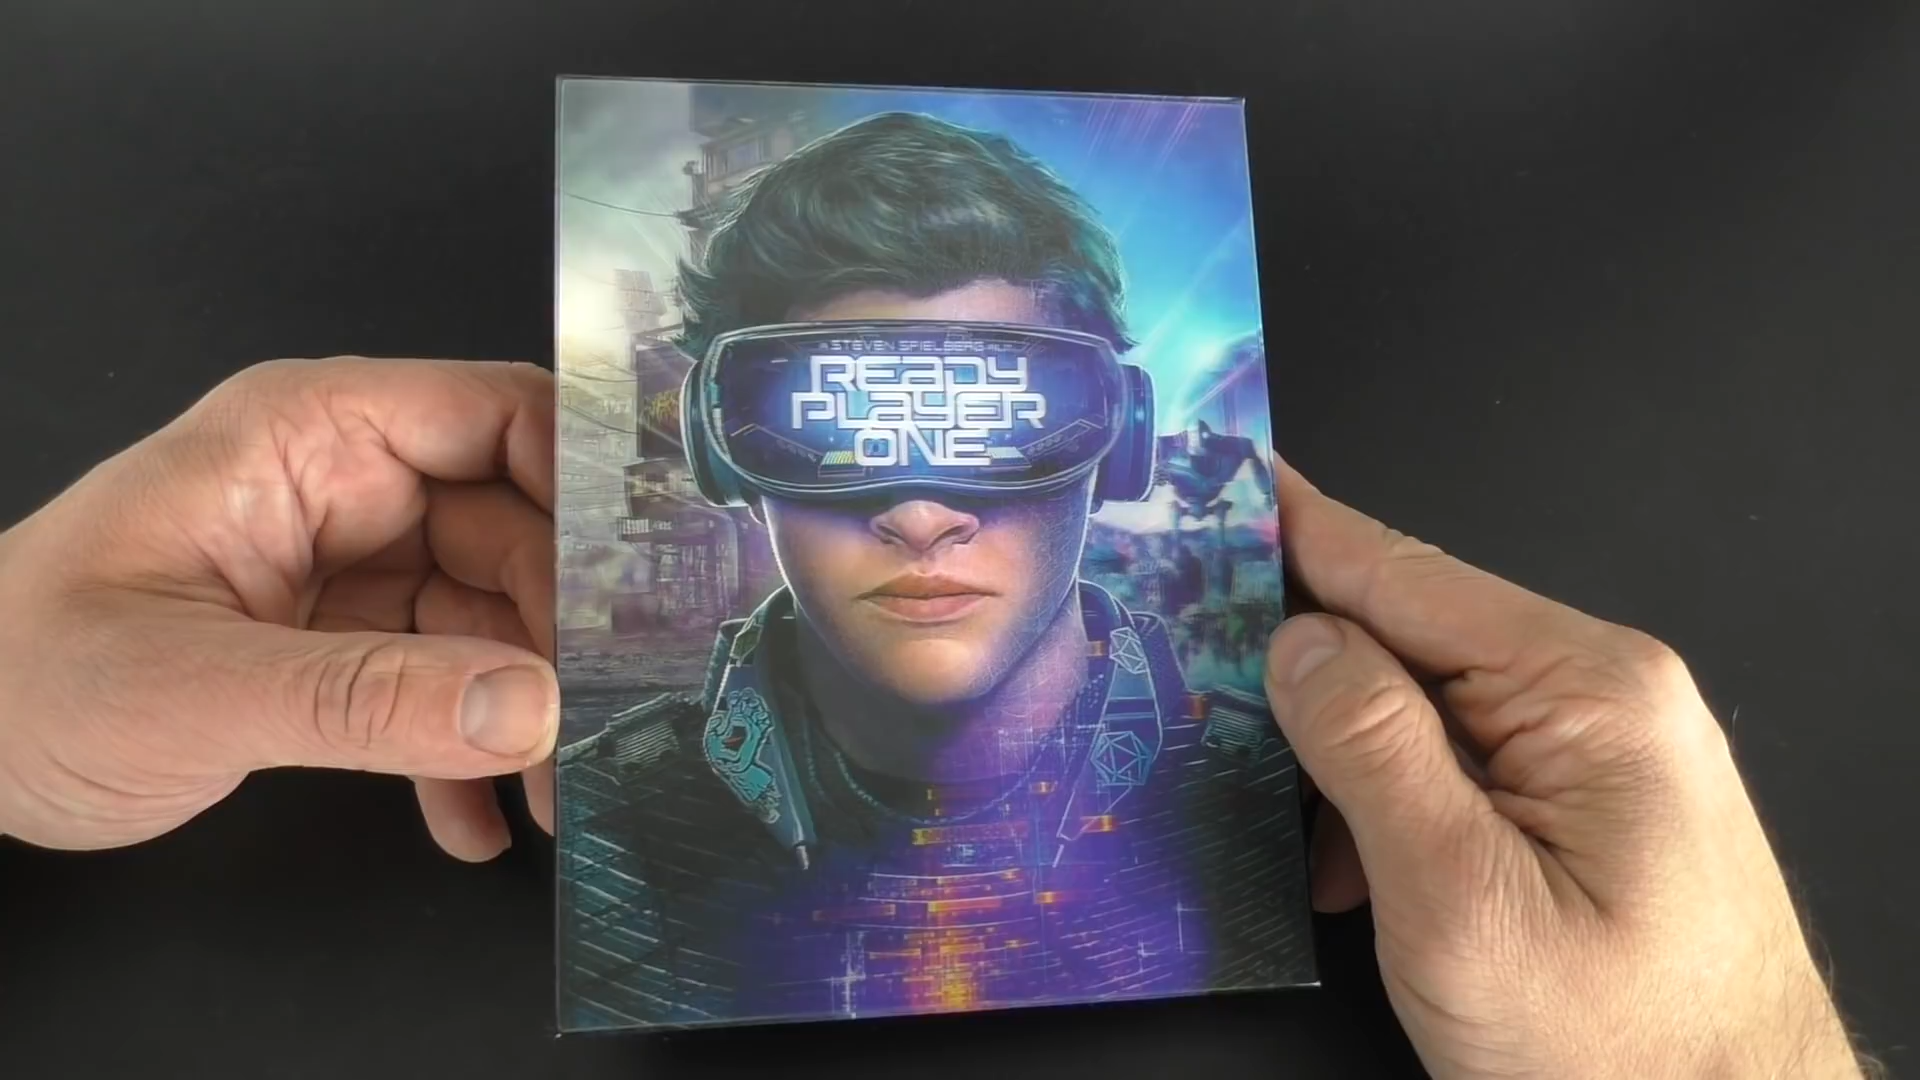 A STEVEN SPIELBERG FILM
READY
PLAYER
ONE